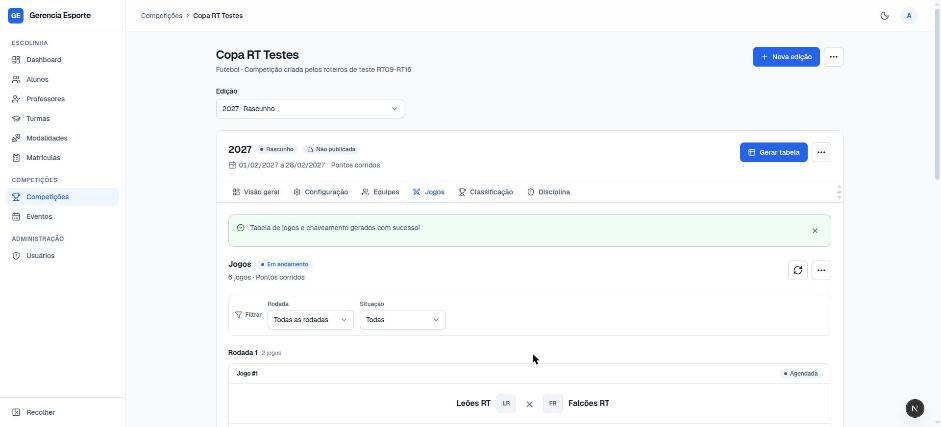 GE Gerencia Esporte
Competições > Copa RT Testes
A
ESCOLINHA
Dashboard
Alunos
Professores
Turmas
Modalidades
Matrículas
COMPETIÇÕES
Competições
Eventos
ADMINISTRAÇÃO
Usuários
Recolher
Copa RT Testes
Futebol · Competição criada pelos roteiros de teste RT09-RT16
+ Nova edição
Edição
2027 · Rascunho
2027 Rascunho Não publicada
01/02/2027 a 28/02/2027 · Pontos corridos
Gerar tabela
Visão geral Configuração Equipes Jogos Classificação Disciplina
Tabela de jogos e chaveamento gerados com sucesso!
Jogos Em andamento
6 jogos · Pontos corridos
Filtrar
Rodada
Todas as rodadas
Situação
Todas
Rodada 1 2 jogos
Jogo #1 Agendada
Leões RT LR × FR Falcões RT
N